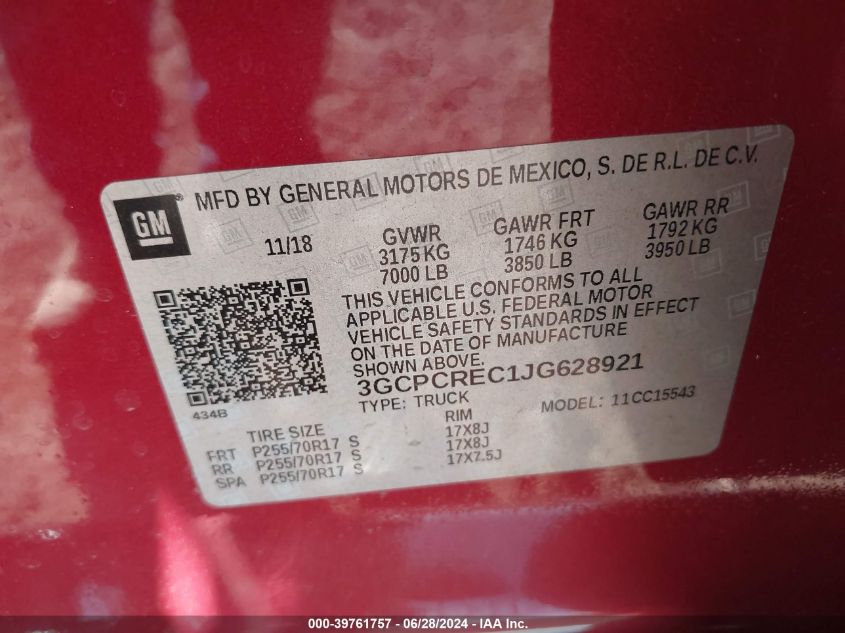 GM
MFD BY GENERAL MOTORS DE MEXICO, S. DE R.L. DE C.V.
11/18
GVWR GAWR FRT GAWR RR
3175 KG 1746 KG 1792 KG
7000 LB 3850 LB 3950 LB
THIS VEHICLE CONFORMS TO ALL
APPLICABLE U.S. FEDERAL MOTOR
VEHICLE SAFETY STANDARDS IN EFFECT
ON THE DATE OF MANUFACTURE
SHOWN ABOVE.
3GCPCREC1JG628921
TYPE: TRUCK MODEL: 11CC15543
434B
TIRE SIZE RIM
FRT P255/70R17 S 17X8J
RR P255/70R17 S 17X8J
SPA P255/70R17 S 17X7.5J
000-39761757 - 06/28/2024 - IAA Inc.